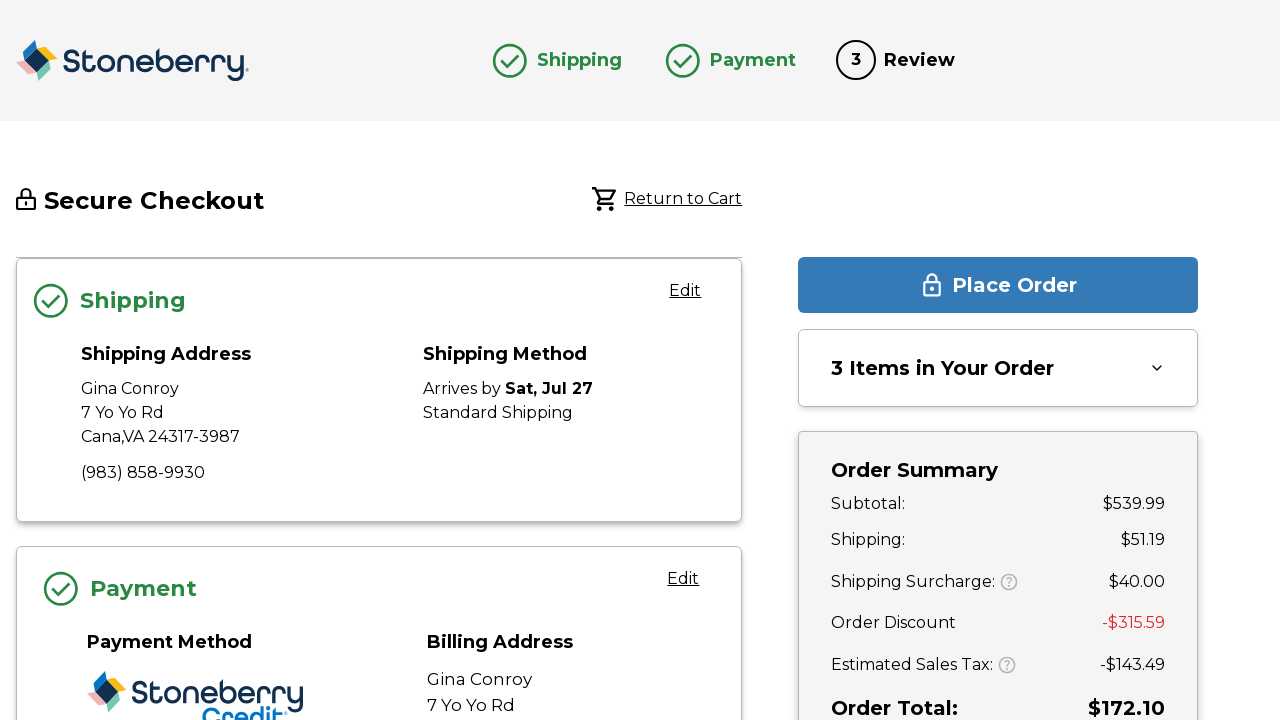 Stoneberry
Shipping
Payment
3 Review
Secure Checkout
Return to Cart
Shipping
Edit
Shipping Address
Gina Conroy
7 Yo Yo Rd
Cana,VA 24317-3987
(983) 858-9930
Shipping Method
Arrives by Sat, Jul 27
Standard Shipping
Payment
Edit
Payment Method
Stoneberry
Credit
Billing Address
Gina Conroy
7 Yo Yo Rd
Place Order
3 Items in Your Order
Order Summary
Subtotal: $539.99
Shipping: $51.19
Shipping Surcharge: $40.00
Order Discount -$315.59
Estimated Sales Tax: -$143.49
Order Total: $172.10